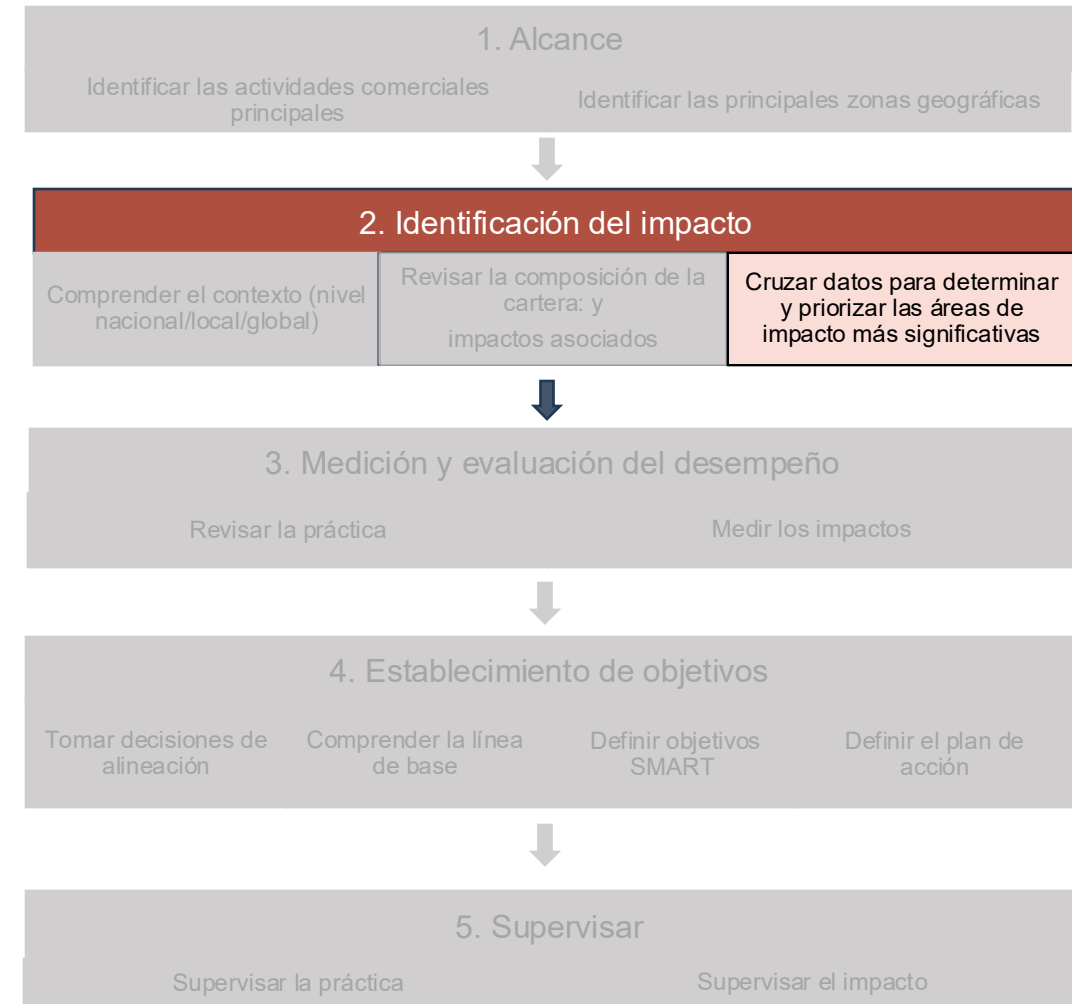 1. Alcance
Identificar las actividades comerciales
principales
Identificar las principales zonas geográficas
2. Identificación del impacto
Comprender el contexto (nivel
nacional/local/global)
Revisar la composición de la
cartera: y
impactos asociados
Cruzar datos para determinar
y priorizar las áreas de
impacto más significativas
3. Medición y evaluación del desempeño
Revisar la práctica
Medir los impactos
4. Establecimiento de objetivos
Tomar decisiones de
alineación
Comprender la línea
de base
Definir objetivos
SMART
Definir el plan de
acción
5. Supervisar
Supervisar la práctica
Supervisar el impacto